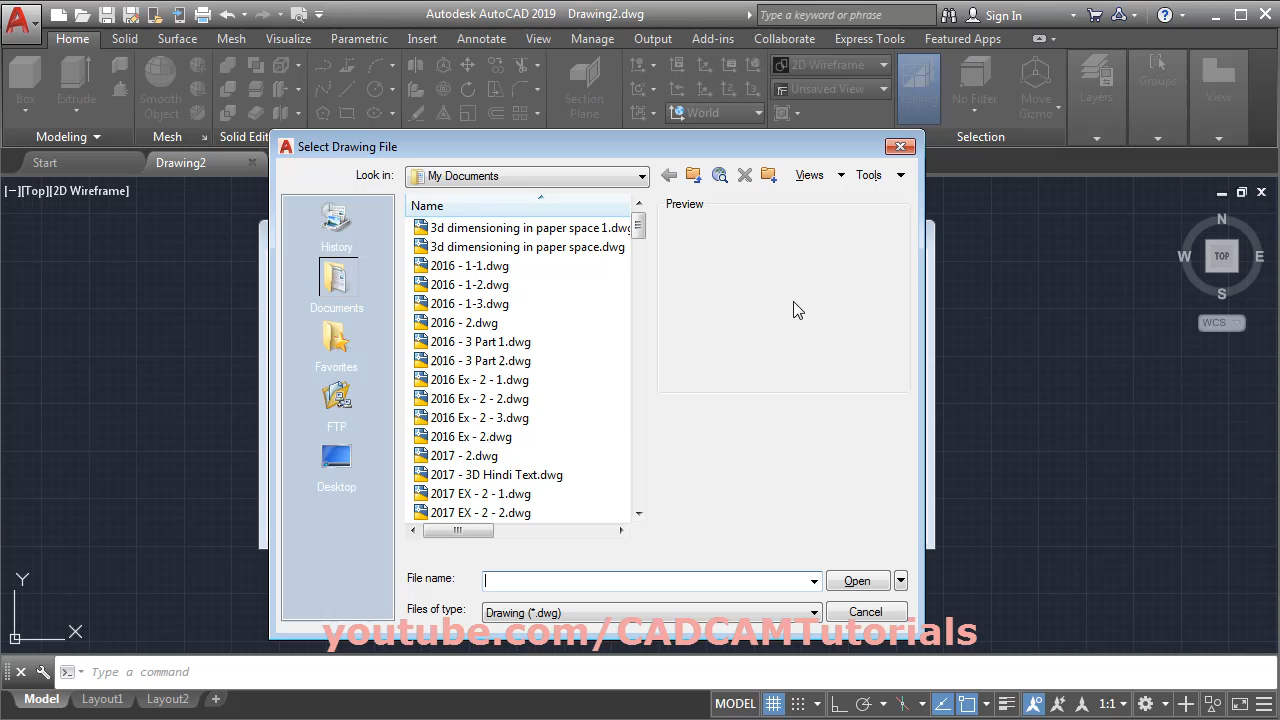 Autodesk AutoCAD 2019 Drawing2.dwg
Type a keyword or phrase
Sign In
Home Solid Surface Mesh Visualize Parametric Insert Annotate View Manage Output Add-ins Collaborate Express Tools Featured Apps
2D Wireframe
Unsaved View
World
Box Extrude Smooth Object Section Plane No Filter Move Gizmo Layers Groups View
Modeling Mesh Solid Edit Selection
Start Drawing2
[−][Top][2D Wireframe]
Select Drawing File
Look in: My Documents Views Tools
Name
Preview
3d dimensioning in paper space 1.dwg
3d dimensioning in paper space.dwg
2016 - 1-1.dwg
2016 - 1-2.dwg
2016 - 1-3.dwg
2016 - 2.dwg
2016 - 3 Part 1.dwg
2016 - 3 Part 2.dwg
2016 Ex - 2 - 1.dwg
2016 Ex - 2 - 2.dwg
2016 Ex - 2 - 3.dwg
2016 Ex - 2.dwg
2017 - 2.dwg
2017 - 3D Hindi Text.dwg
2017 EX - 2 - 1.dwg
2017 EX - 2 - 2.dwg
History
Documents
Favorites
FTP
Desktop
N
W TOP E
S
WCS
File name: Open
Files of type: Drawing (*.dwg) Cancel
youtube.com/CADCAMTutorials
Y
X
Type a command
Model Layout1 Layout2 +
MODEL 1:1